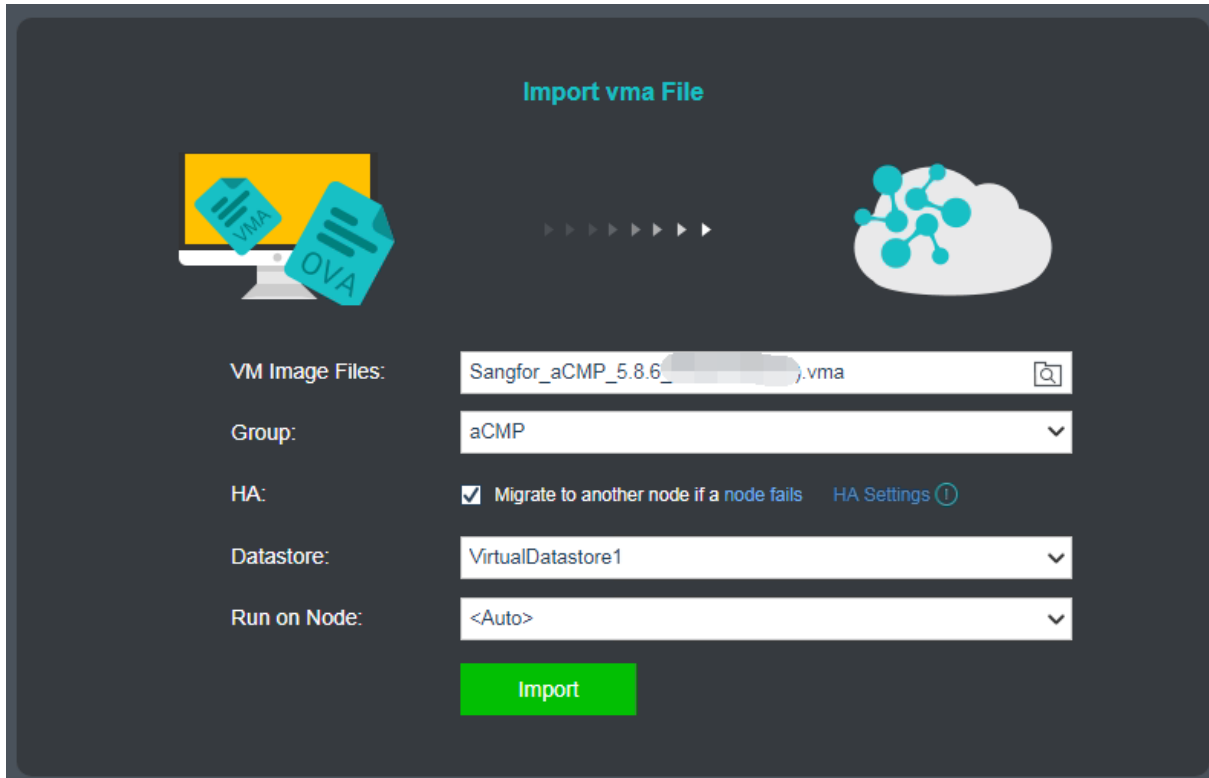 Import vma File
VMA
OVA
VM Image Files: Sangfor_aCMP_5.8.6_ .vma
Group: aCMP
HA: Migrate to another node if a node fails HA Settings
Datastore: VirtualDatastore1
Run on Node: <Auto>
Import